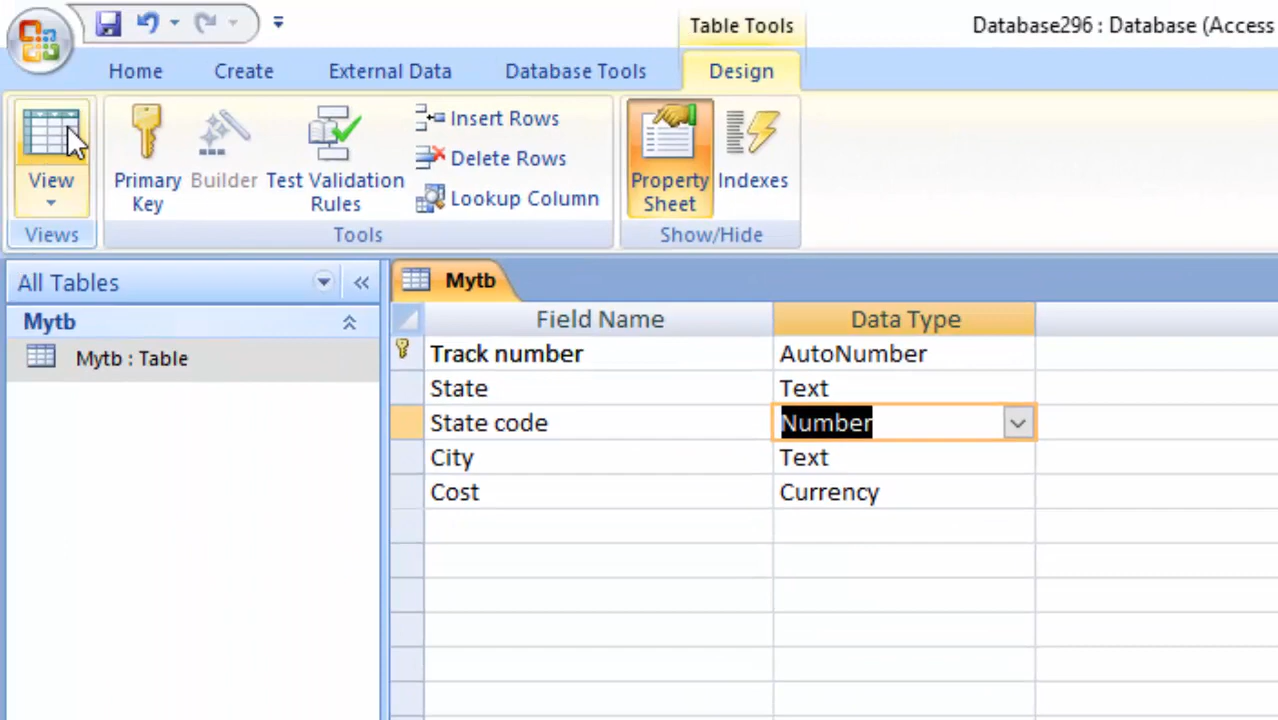 Table Tools
Database296 : Database (Access
Home Create External Data Database Tools Design
View
Primary Key
Builder
Test Validation Rules
Insert Rows
Delete Rows
Lookup Column
Property Sheet
Indexes
Views Tools Show/Hide
All Tables
Mytb
Mytb : Table
Mytb
Field Name Data Type
Track number AutoNumber
State Text
State code Number
City Text
Cost Currency